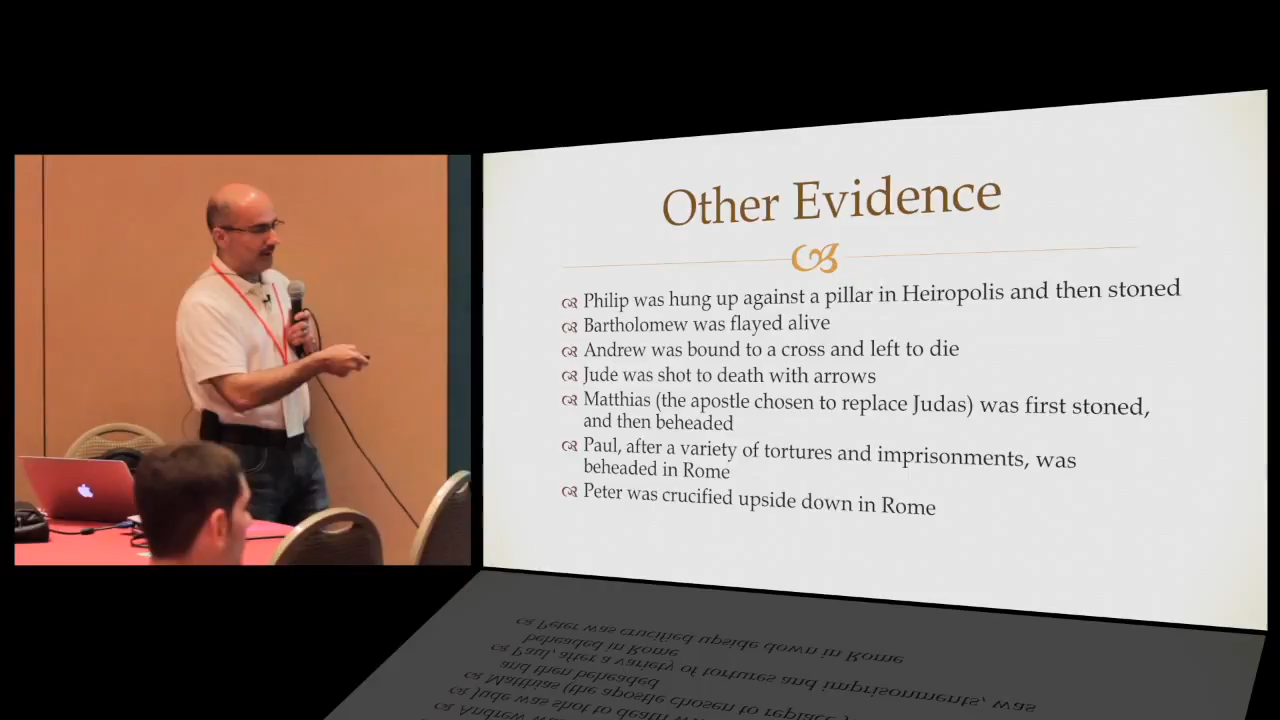 Other Evidence
Philip was hung up against a pillar in Heiropolis and then stoned
Bartholomew was flayed alive
Andrew was bound to a cross and left to die
Jude was shot to death with arrows
Matthias (the apostle chosen to replace Judas) was first stoned,
and then beheaded
Paul, after a variety of tortures and imprisonments, was
beheaded in Rome
Peter was crucified upside down in Rome